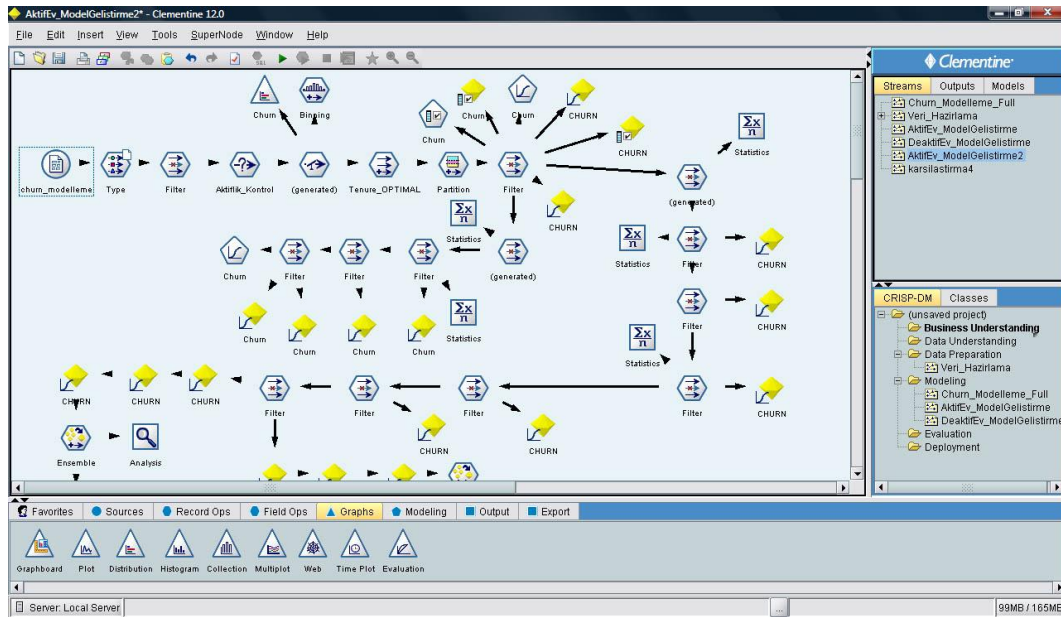 AktifEv_ModelGelistirme2* - Clementine 12.0
File Edit Insert View Tools SuperNode Window Help
Clementine
Streams Outputs Models
Churn_Modelleme_Full
Veri_Hazirlama
AktifEv_ModelGelistirme
DeaktifEv_ModelGelistirme
AktifEv_ModelGelistirme2
karsilastirma4
Churn Binning Churn Churn Churn CHURN
CHURN Statistics
churn_modelleme Type Filter Aktiflik_Kontrol (generated) Tenure_OPTIMAL Partition Filter
(generated)
CHURN
Statistics
Churn Filter Filter Filter (generated)
Statistics Filter CHURN
Churn Churn Churn Churn Statistics
Filter CHURN
Statistics
CHURN CHURN CHURN Filter Filter Filter Filter CHURN
CHURN CHURN
Ensemble Analysis
CRISP-DM Classes
(unsaved project)
Business Understanding
Data Understanding
Data Preparation
Veri_Hazirlama
Modeling
Churn_Modelleme_Full
AktifEv_ModelGelistirme
DeaktifEv_ModelGelistirme
Evaluation
Deployment
Favorites Sources Record Ops Field Ops Graphs Modeling Output Export
Graphboard Plot Distribution Histogram Collection Multiplot Web Time Plot Evaluation
Server: Local Server ... 99MB / 165MB